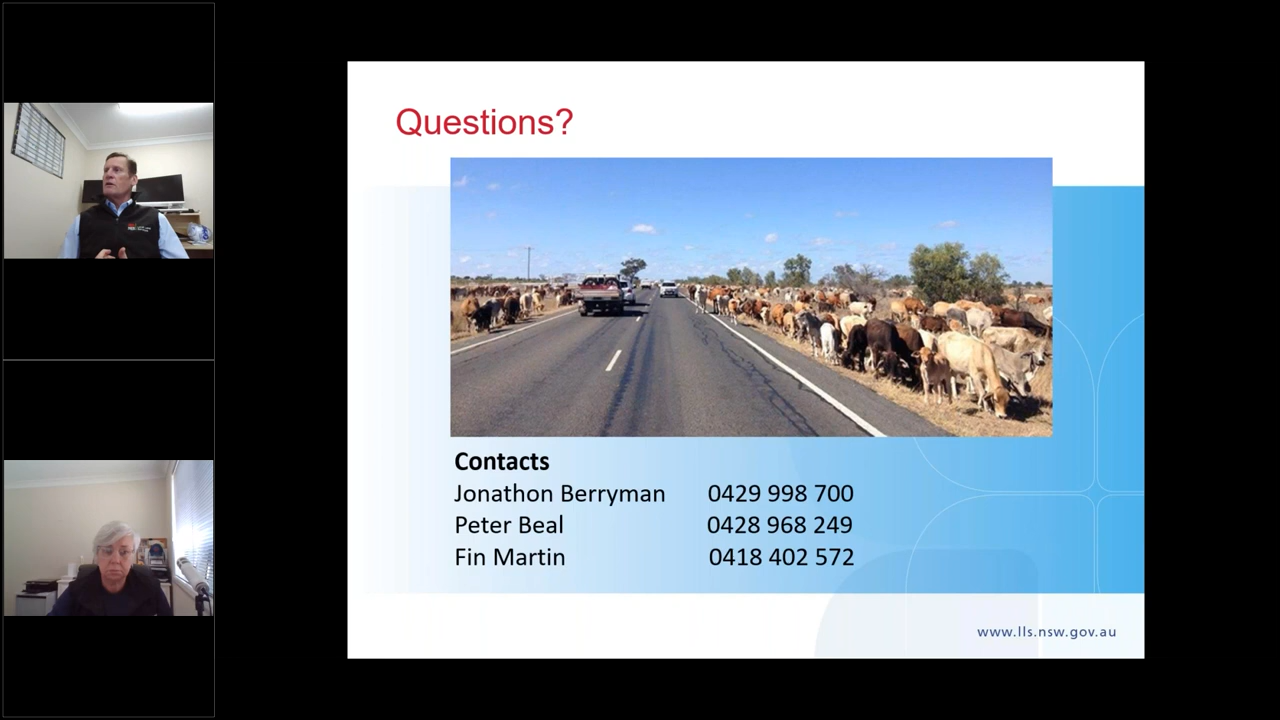 Questions?
Contacts
Jonathon Berryman 0429 998 700
Peter Beal 0428 968 249
Fin Martin 0418 402 572
www.lls.nsw.gov.au